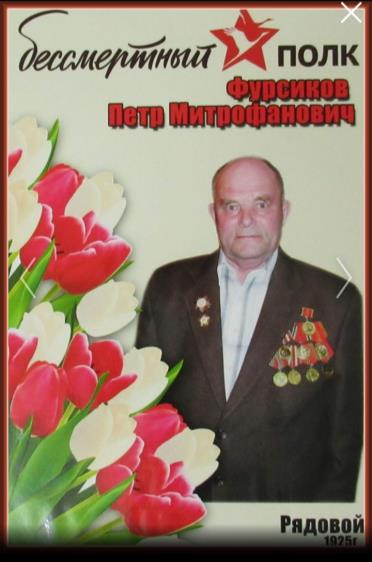 бессмертный полк
Фурсиков
Петр Митрофанович
Рядовой
1925г